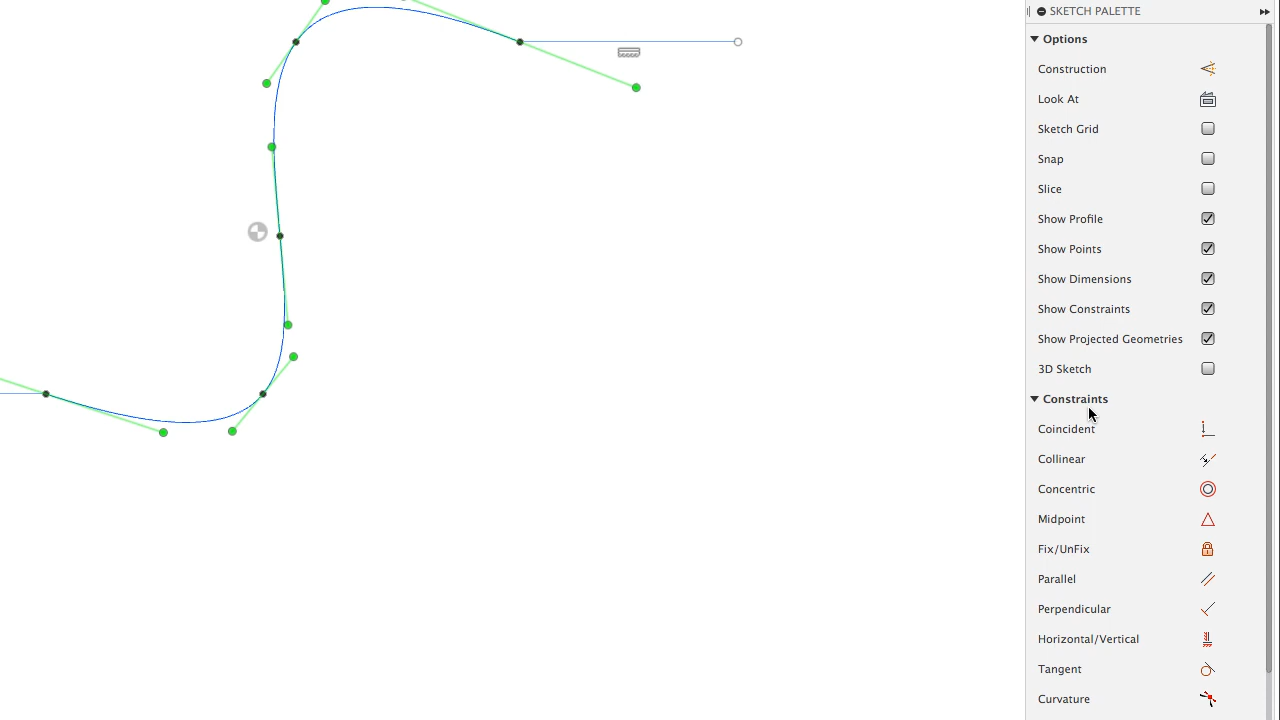 SKETCH PALETTE
Options
Construction
Look At
Sketch Grid
Snap
Slice
Show Profile
Show Points
Show Dimensions
Show Constraints
Show Projected Geometries
3D Sketch
Constraints
Coincident
Collinear
Concentric
Midpoint
Fix/UnFix
Parallel
Perpendicular
Horizontal/Vertical
Tangent
Curvature